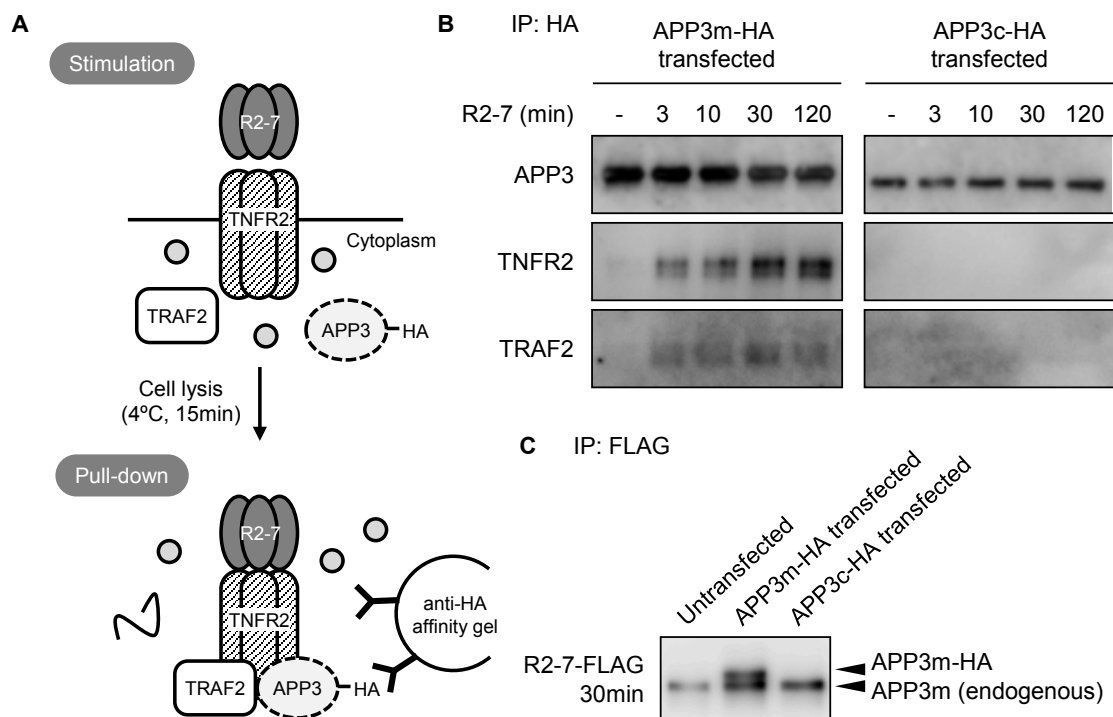 A
Stimulation
R2-7
TNFR2
Cytoplasm
TRAF2
APP3
HA
Cell lysis
(4ºC, 15min)
Pull-down
R2-7
TNFR2
TRAF2
APP3
HA
anti-HA
affinity gel
B IP: HA
APP3m-HA
transfected
APP3c-HA
transfected
R2-7 (min) - 3 10 30 120 - 3 10 30 120
APP3
TNFR2
TRAF2
C IP: FLAG
Untransfected
APP3m-HA transfected
APP3c-HA transfected
R2-7-FLAG
30min
APP3m-HA
APP3m (endogenous)